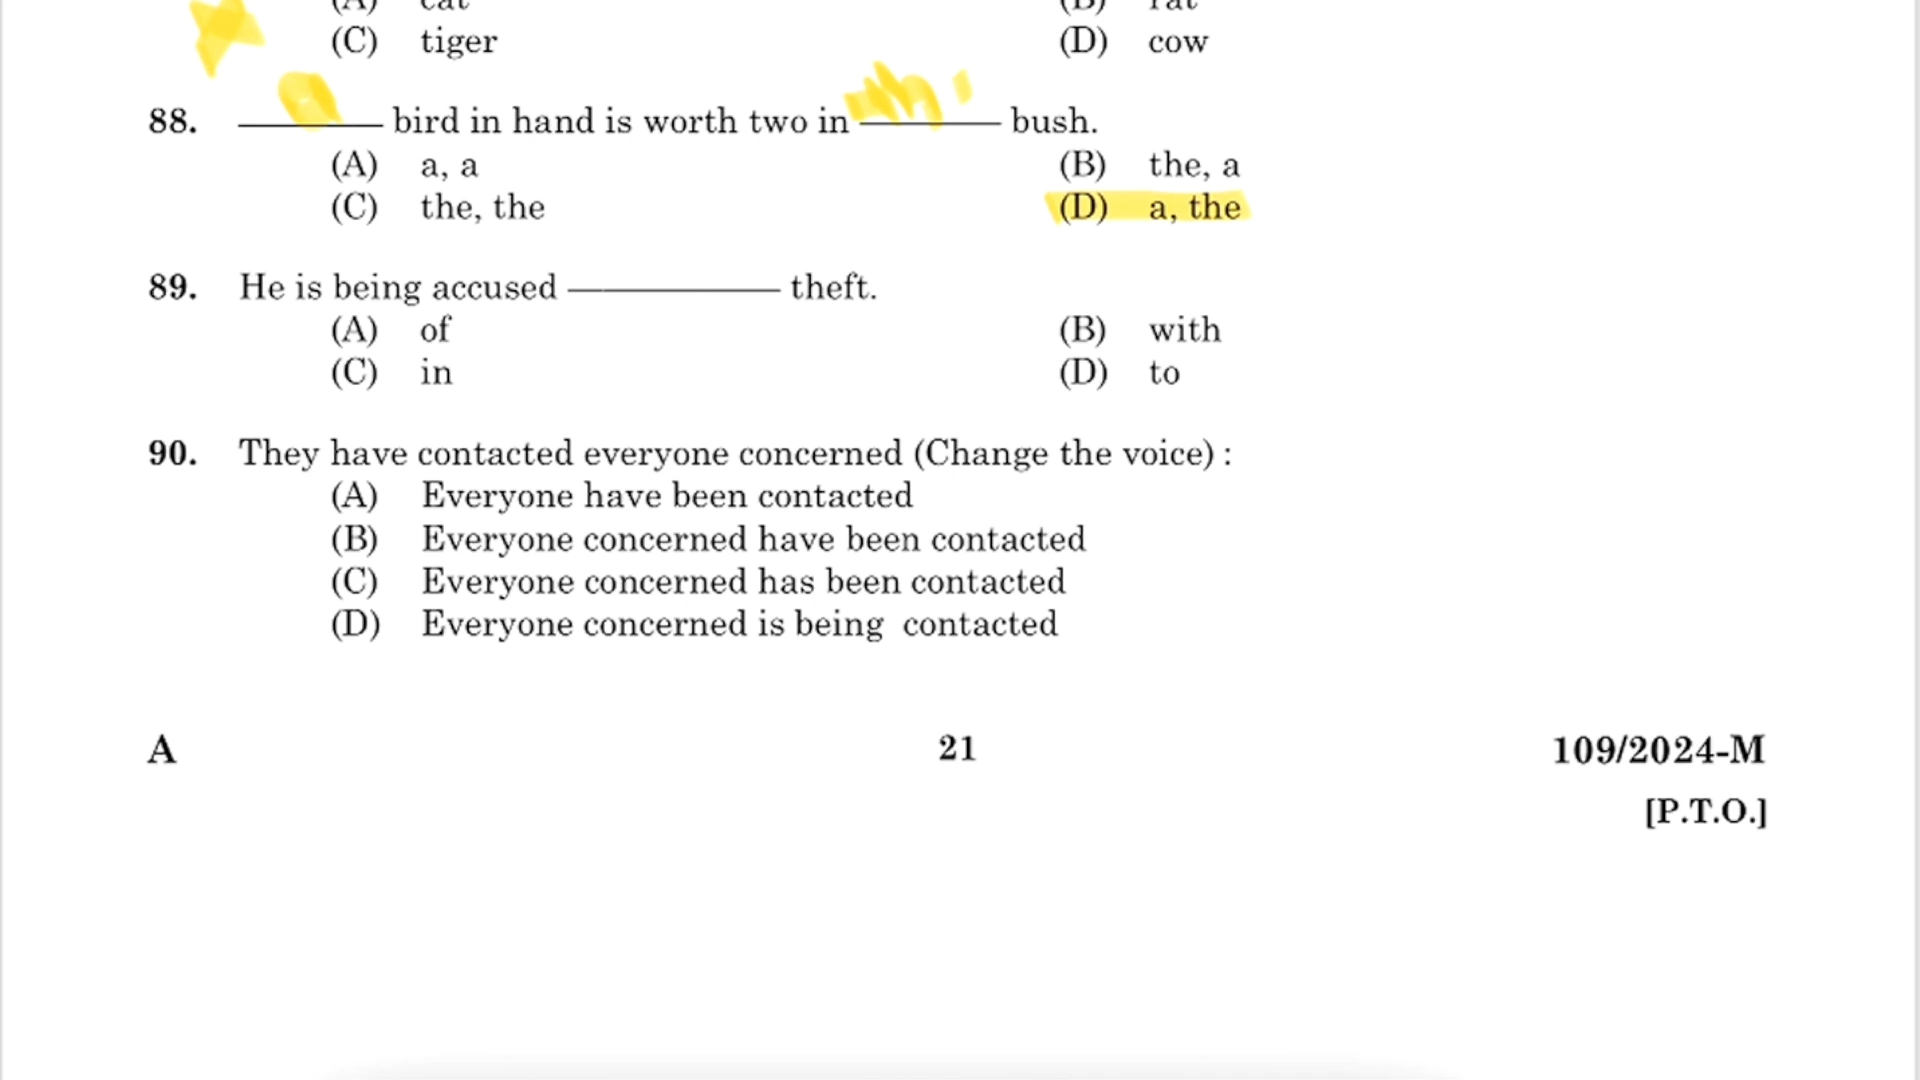 (A) cat (B) rat
(C) tiger (D) cow
88. ______ bird in hand is worth two in ______ bush.
(A) a, a (B) the, a
(C) the, the (D) a, the
89. He is being accused ______ theft.
(A) of (B) with
(C) in (D) to
90. They have contacted everyone concerned (Change the voice) :
(A) Everyone have been contacted
(B) Everyone concerned have been contacted
(C) Everyone concerned has been contacted
(D) Everyone concerned is being contacted
A 21 109/2024-M
[P.T.O.]